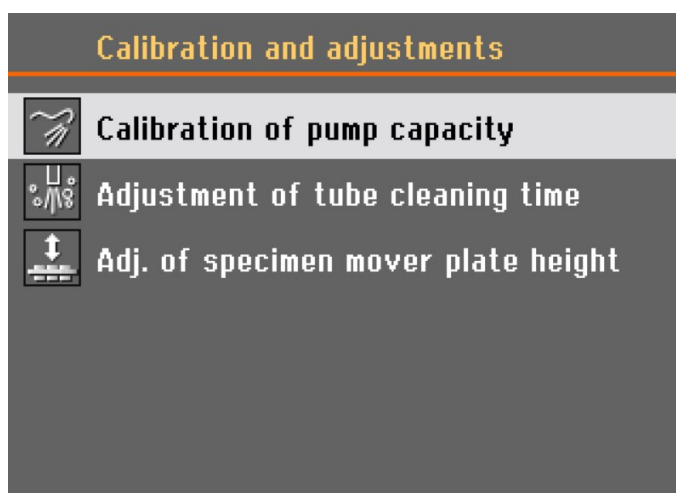 Calibration and adjustments
Calibration of pump capacity
Adjustment of tube cleaning time
Adj. of specimen mover plate height